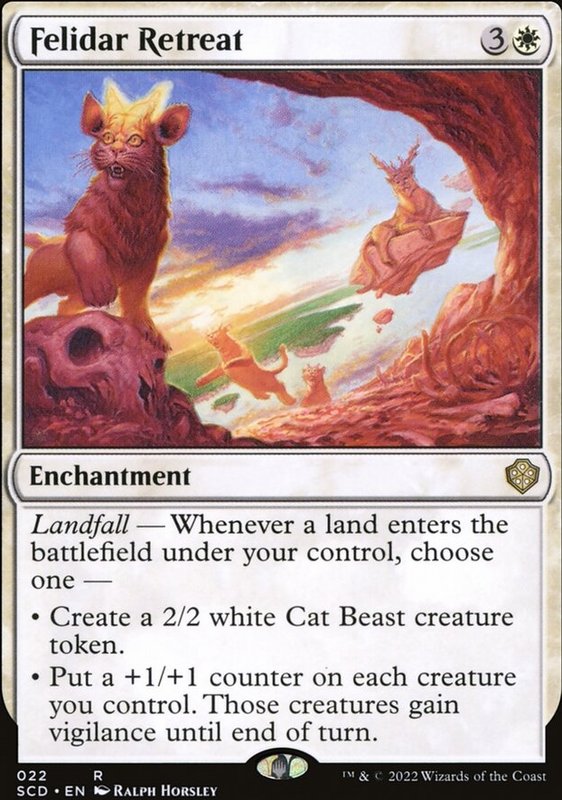 Felidar Retreat 3
Enchantment
Landfall — Whenever a land enters the
battlefield under your control, choose
one —
• Create a 2/2 white Cat Beast creature
token.
• Put a +1/+1 counter on each creature
you control. Those creatures gain
vigilance until end of turn.
022 R
SCD • EN Ralph Horsley
™ & © 2022 Wizards of the Coast